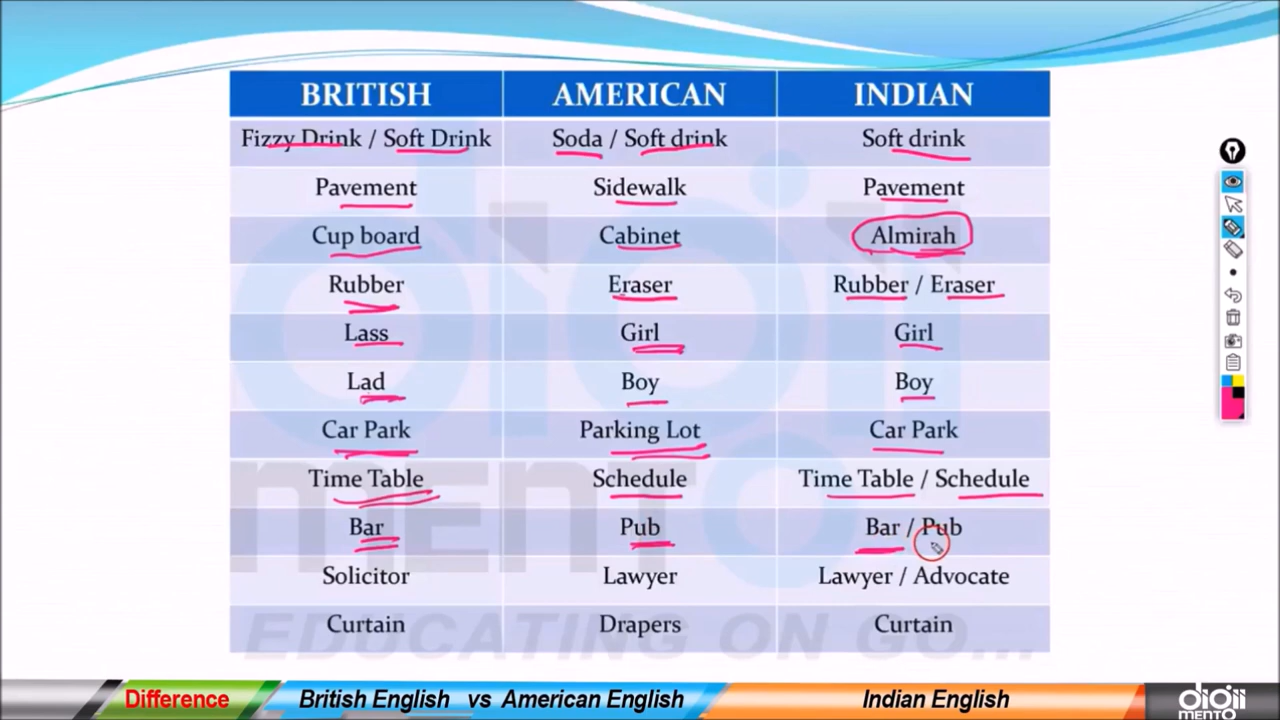 BRITISH AMERICAN INDIAN
Fizzy Drink / Soft Drink Soda / Soft drink Soft drink
Pavement Sidewalk Pavement
Cup board Cabinet Almirah
Rubber Eraser Rubber / Eraser
Lass Girl Girl
Lad Boy Boy
Car Park Parking Lot Car Park
Time Table Schedule Time Table / Schedule
Bar Pub Bar / Pub
Solicitor Lawyer Lawyer / Advocate
Curtain Drapers Curtain
EDUCATING ON GO...
Difference British English vs American English Indian English
digii
MENTO